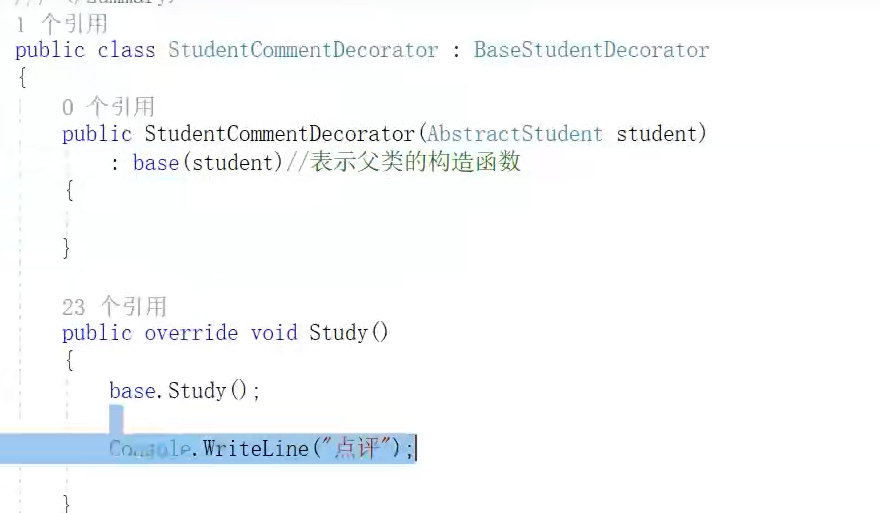 /// </summary>
1 个引用
public class StudentCommentDecorator : BaseStudentDecorator
{
0 个引用
public StudentCommentDecorator(AbstractStudent student)
: base(student)//表示父类的构造函数
{
}
23 个引用
public override void Study()
{
base.Study();
Console.WriteLine("点评");
}